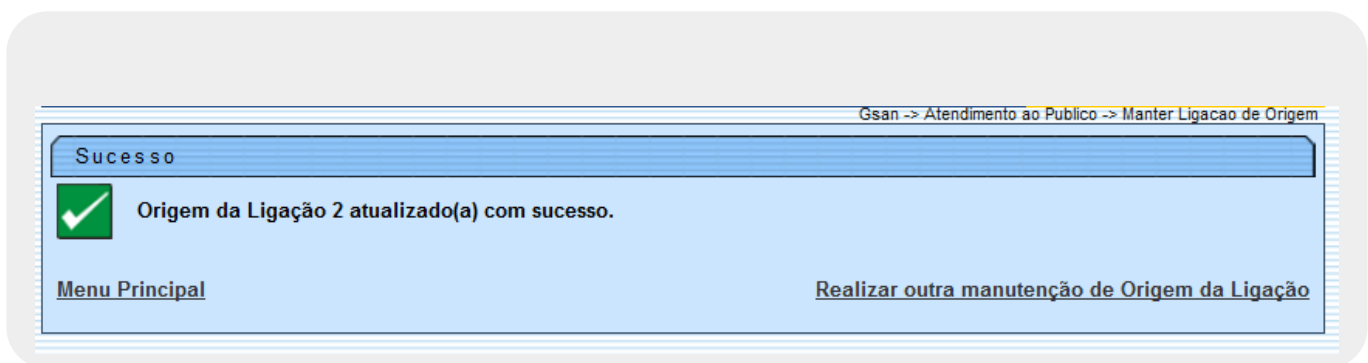 Gsan -> Atendimento ao Publico -> Manter Ligacao de Origem
Sucesso
Origem da Ligação 2 atualizado(a) com sucesso.
Menu Principal
Realizar outra manutenção de Origem da Ligação